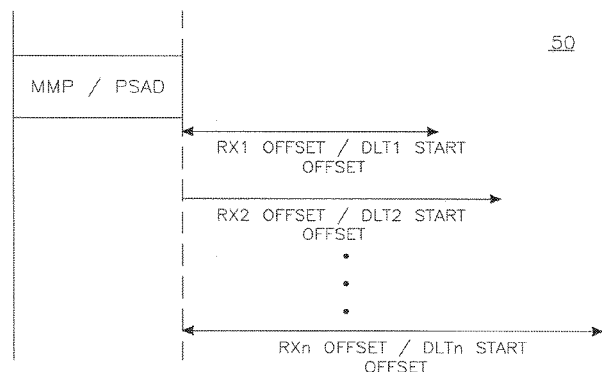 50
MMP / PSAD
RX1 OFFSET / DLT1 START
OFFSET
RX2 OFFSET / DLT2 START
OFFSET
RXn OFFSET / DLTn START
OFFSET